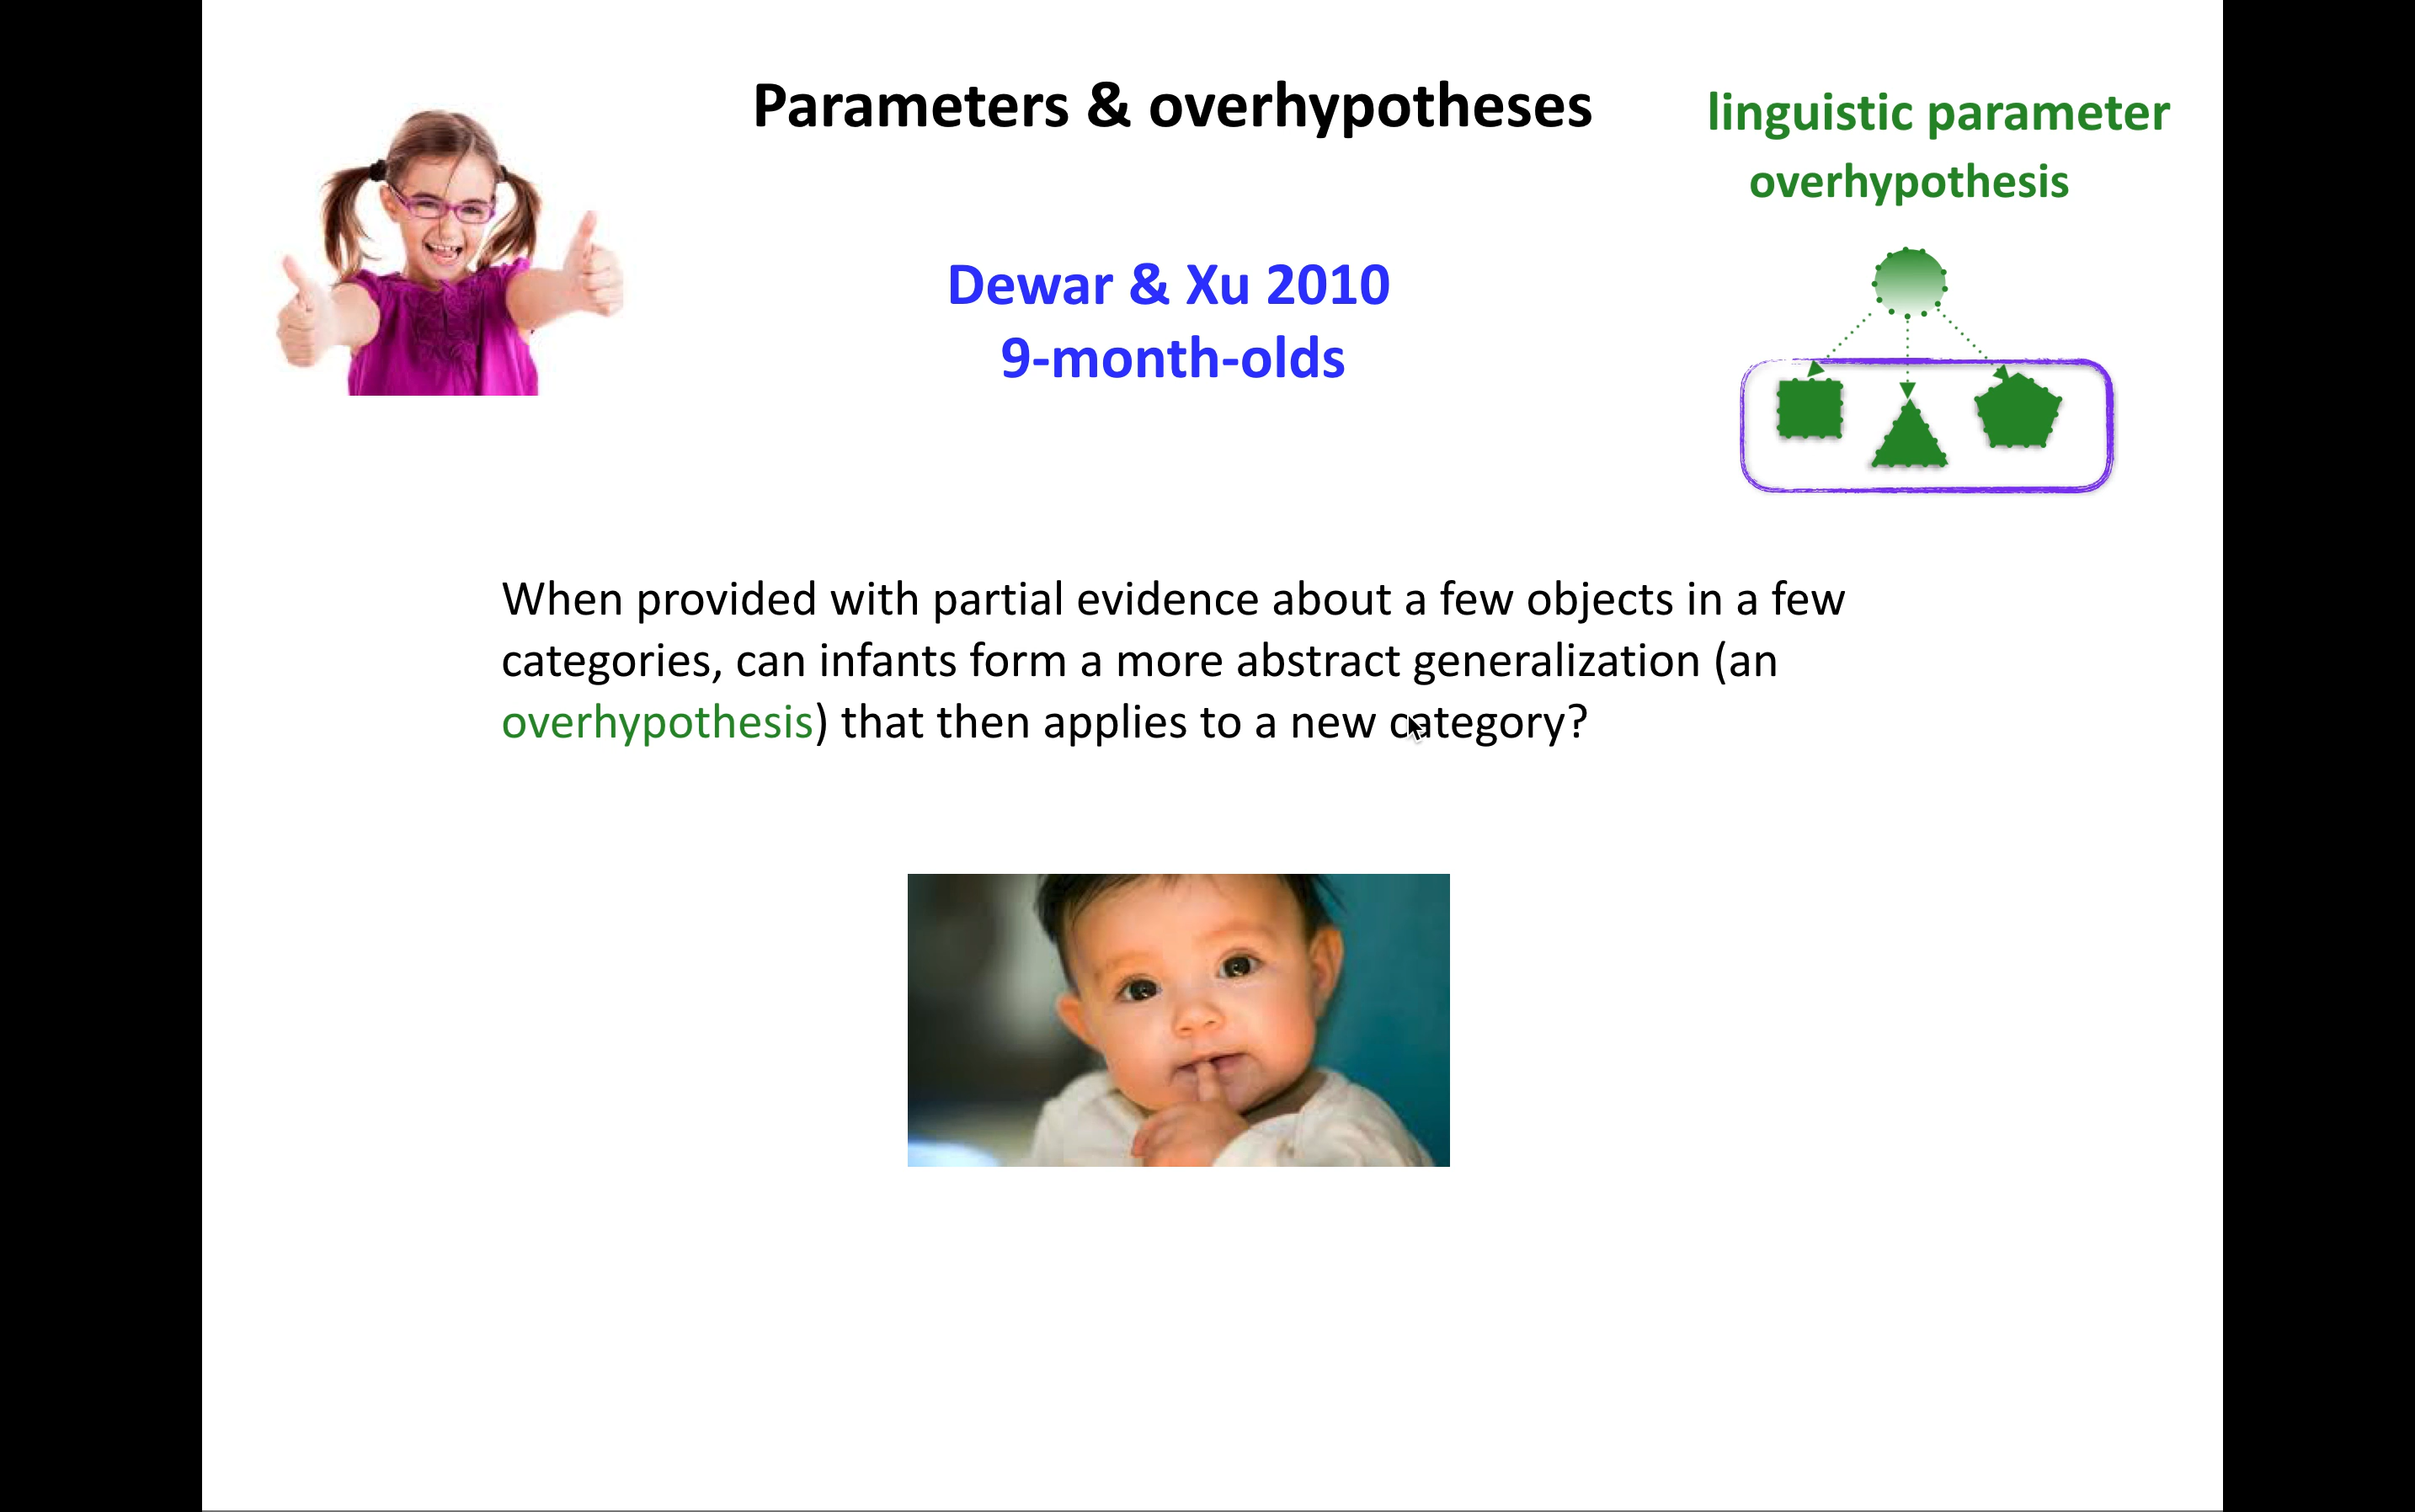 Parameters & overhypotheses
linguistic parameter
overhypothesis
Dewar & Xu 2010
9-month-olds
When provided with partial evidence about a few objects in a few
categories, can infants form a more abstract generalization (an
overhypothesis) that then applies to a new category?